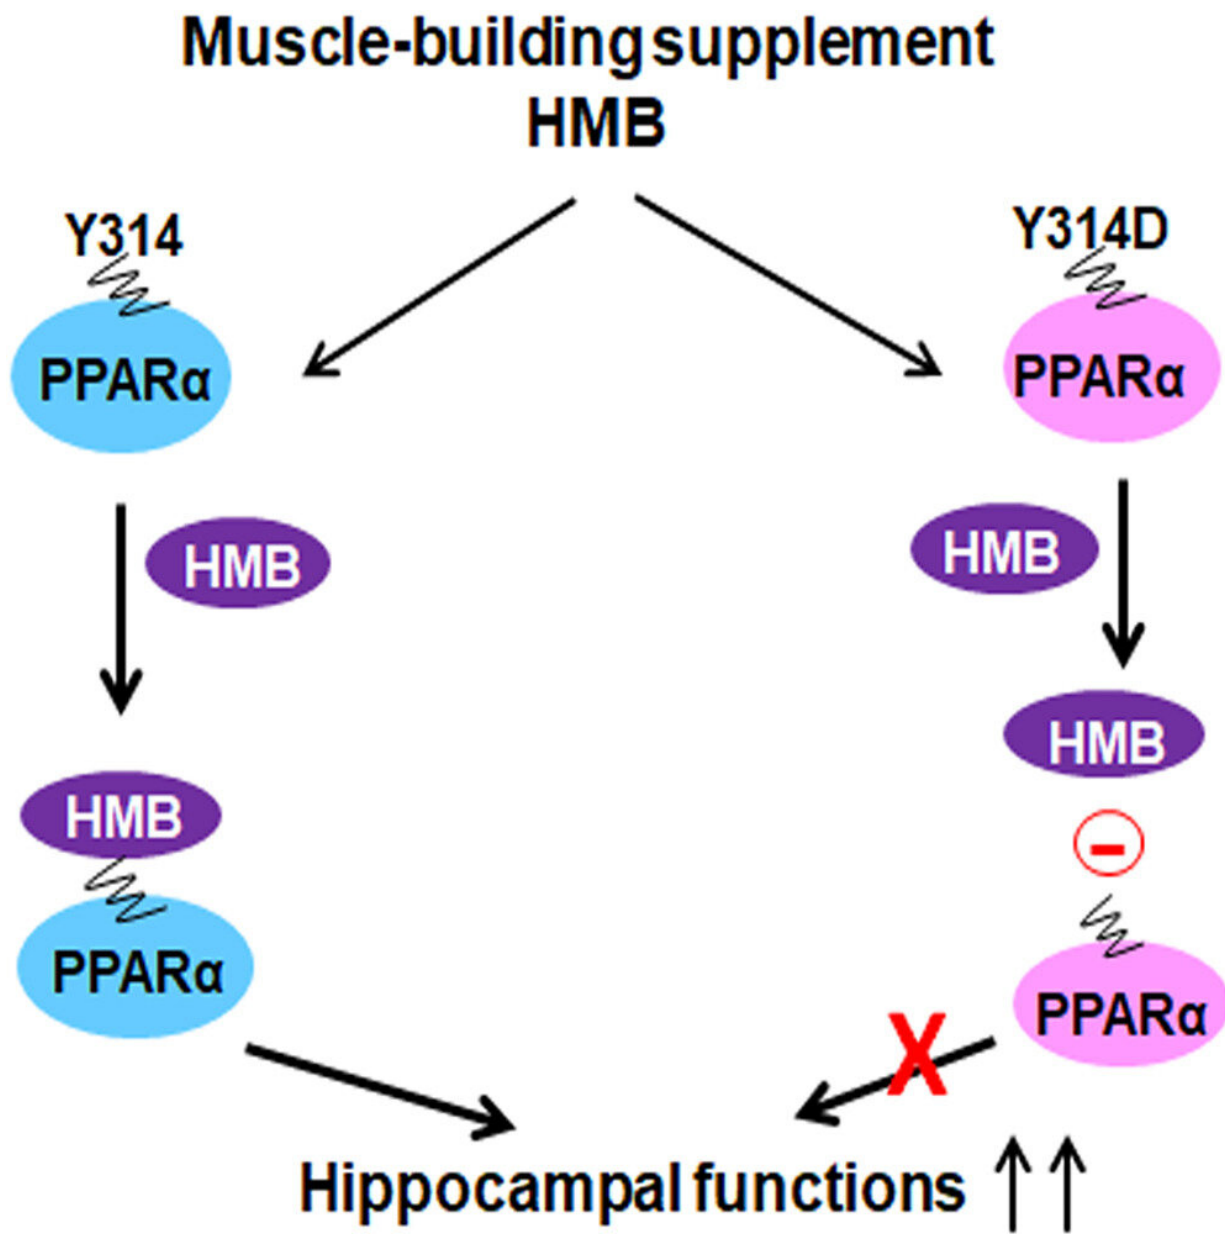 Muscle-building supplement
HMB
Y314
Y314D
PPARα
PPARα
HMB
HMB
HMB
HMB
-
PPARα
PPARα
X
Hippocampal functions ↑↑